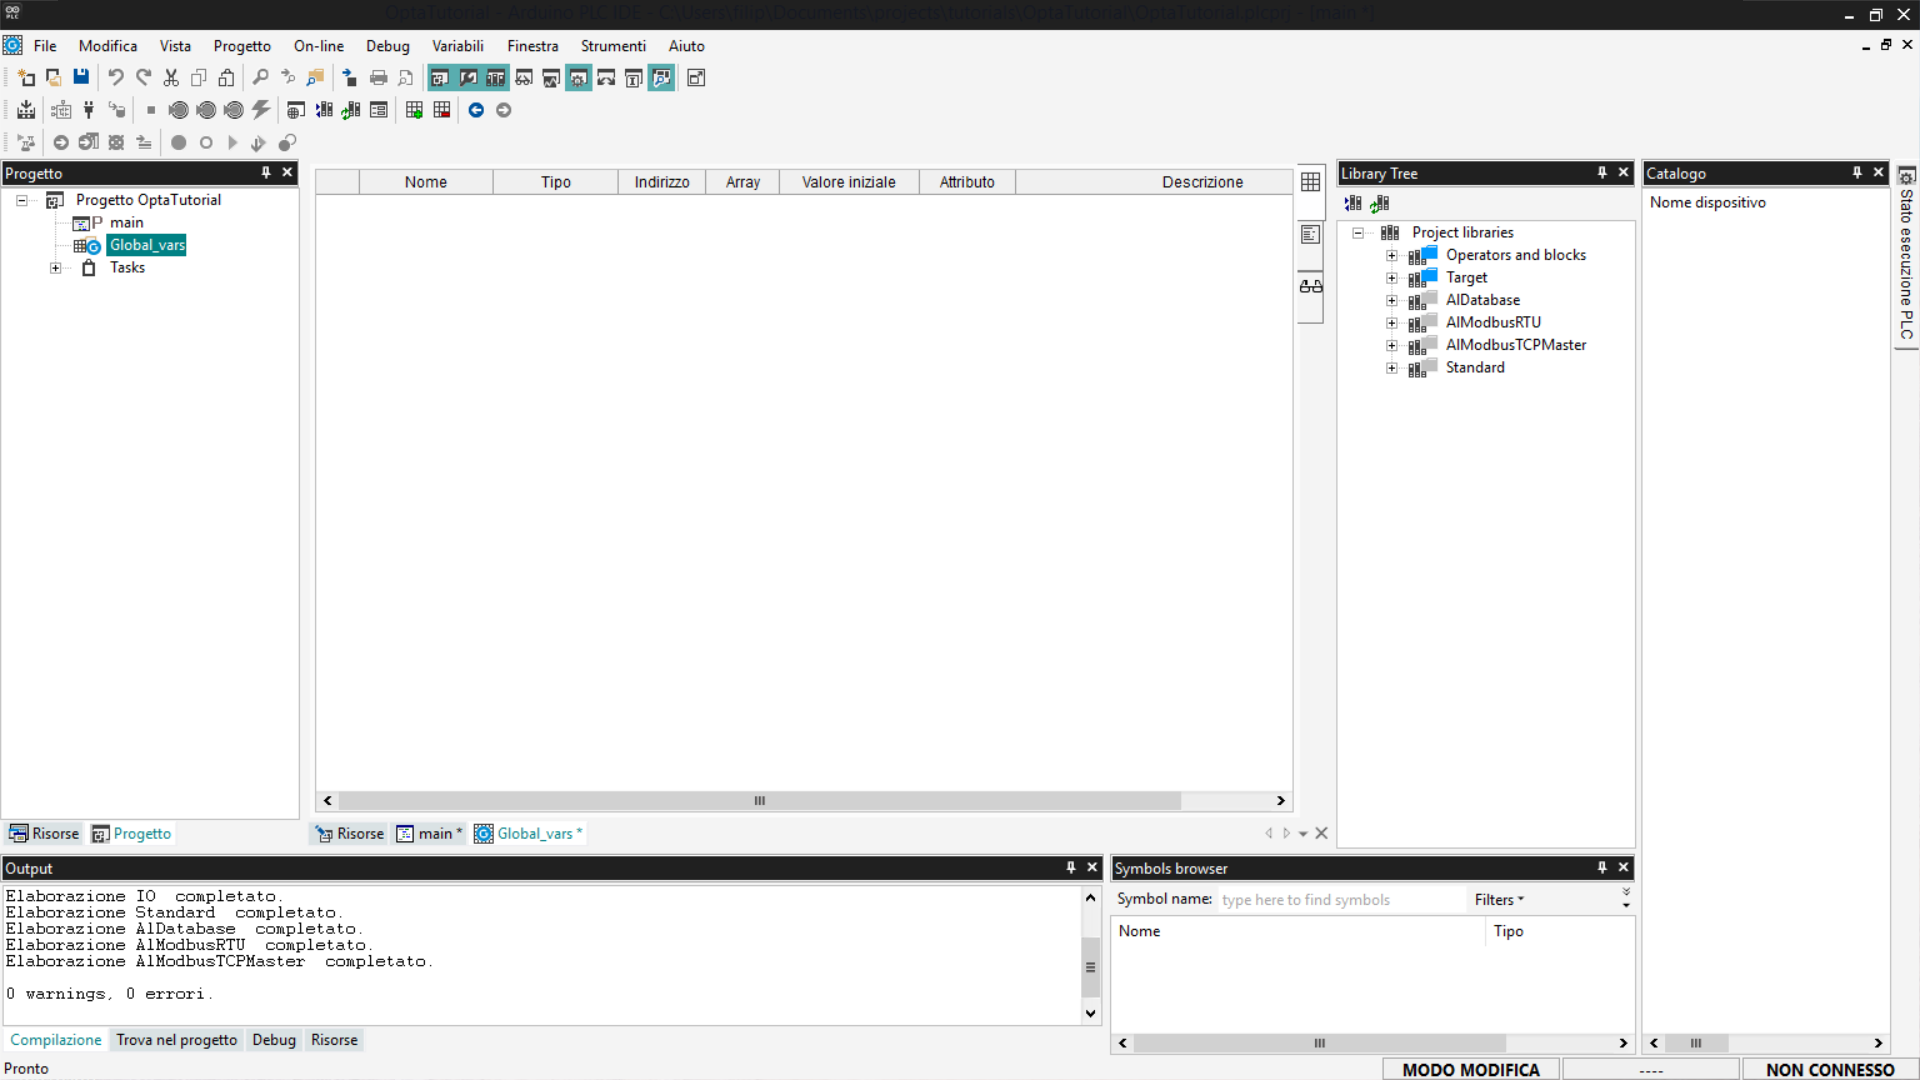 OptaTutorial - Arduino PLC IDE - C:\Users\filip\Documents\projects\tutorials\OptaTutorial\OptaTutorial.plcprj - [main *]
File Modifica Vista Progetto On-line Debug Variabili Finestra Strumenti Aiuto
Progetto
Progetto OptaTutorial
main
Global_vars
Tasks
Risorse Progetto
Nome Tipo Indirizzo Array Valore iniziale Attributo Descrizione
Risorse main * Global_vars *
Library Tree
Project libraries
Operators and blocks
Target
AlDatabase
AlModbusRTU
AlModbusTCPMaster
Standard
Catalogo
Nome dispositivo
Stato esecuzione PLC
Output
Elaborazione IO completato.
Elaborazione Standard completato.
Elaborazione AlDatabase completato.
Elaborazione AlModbusRTU completato.
Elaborazione AlModbusTCPMaster completato.
0 warnings, 0 errori.
Compilazione Trova nel progetto Debug Risorse
Symbols browser
Symbol name: type here to find symbols Filters
Nome Tipo
Pronto MODO MODIFICA ---- NON CONNESSO